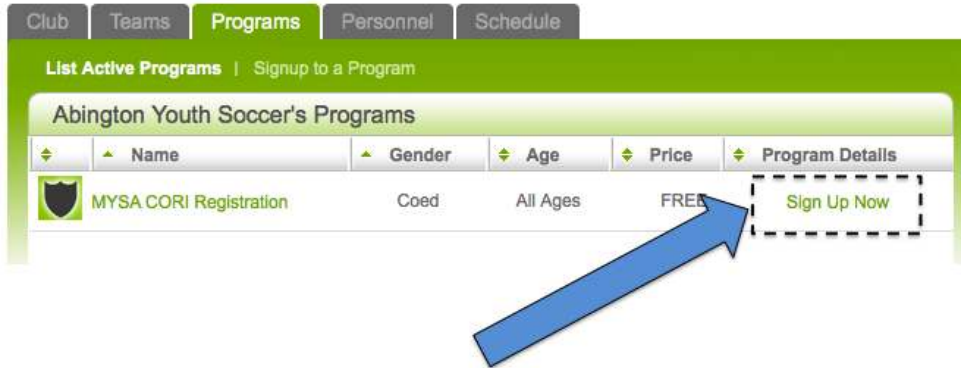 Club Teams Programs Personnel Schedule
List Active Programs | Signup to a Program
Abington Youth Soccer's Programs
Name Gender Age Price Program Details
MYSA CORI Registration Coed All Ages FREE Sign Up Now